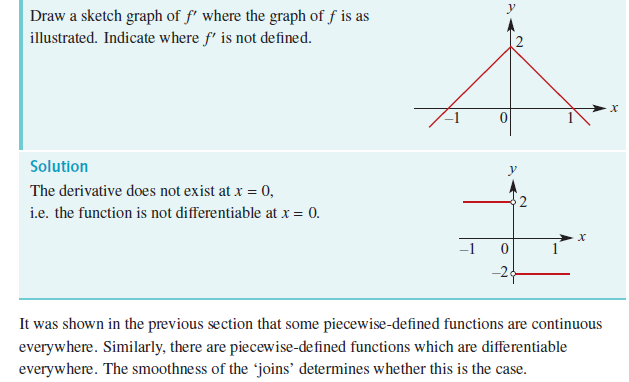 Draw a sketch graph of f′ where the graph of f is as
illustrated. Indicate where f′ is not defined.
y
2
x
–1
0
1
Solution
The derivative does not exist at x = 0,
i.e. the function is not differentiable at x = 0.
y
2
x
–1
0
1
–2
It was shown in the previous section that some piecewise-defined functions are continuous
everywhere. Similarly, there are piecewise-defined functions which are differentiable
everywhere. The smoothness of the ‘joins’ determines whether this is the case.